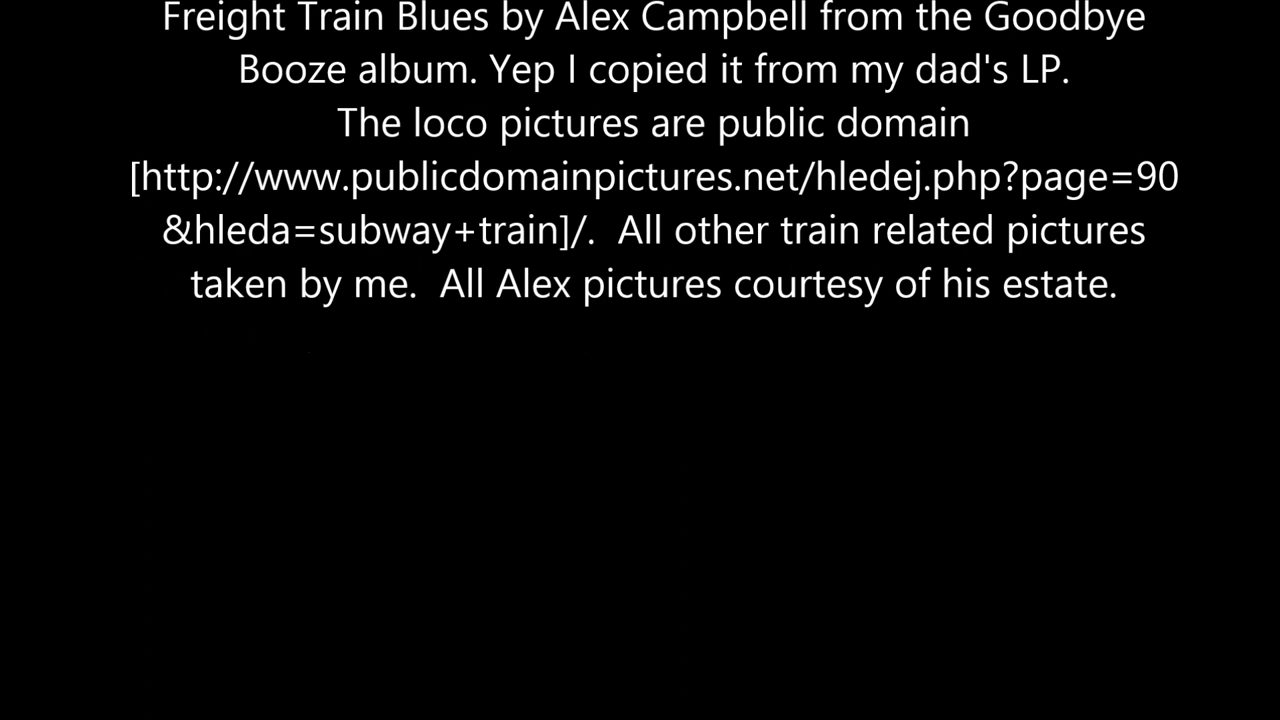 Freight Train Blues by Alex Campbell from the Goodbye
Booze album. Yep I copied it from my dad's LP.
The loco pictures are public domain
[http://www.publicdomainpictures.net/hledej.php?page=90
&hleda=subway+train]/.  All other train related pictures
taken by me.  All Alex pictures courtesy of his estate.